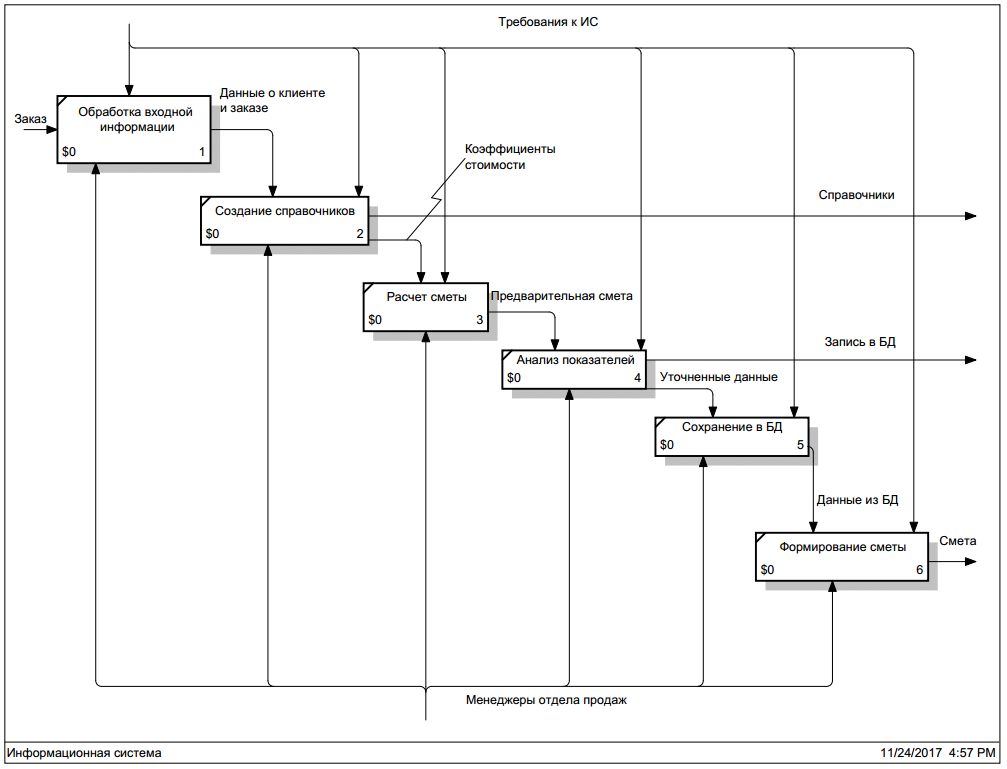 Требования к ИС
Данные о клиенте
и заказе
Заказ
Обработка входной
информации
$0 1
Коэффициенты
стоимости
Справочники
Создание справочников
$0 2
Расчет сметы
$0 3
Предварительная смета
Запись в БД
Анализ показателей
$0 4
Уточненные данные
Сохранение в БД
$0 5
Данные из БД
Формирование сметы
$0 6
Смета
Менеджеры отдела продаж
Информационная система 11/24/2017 4:57 PM